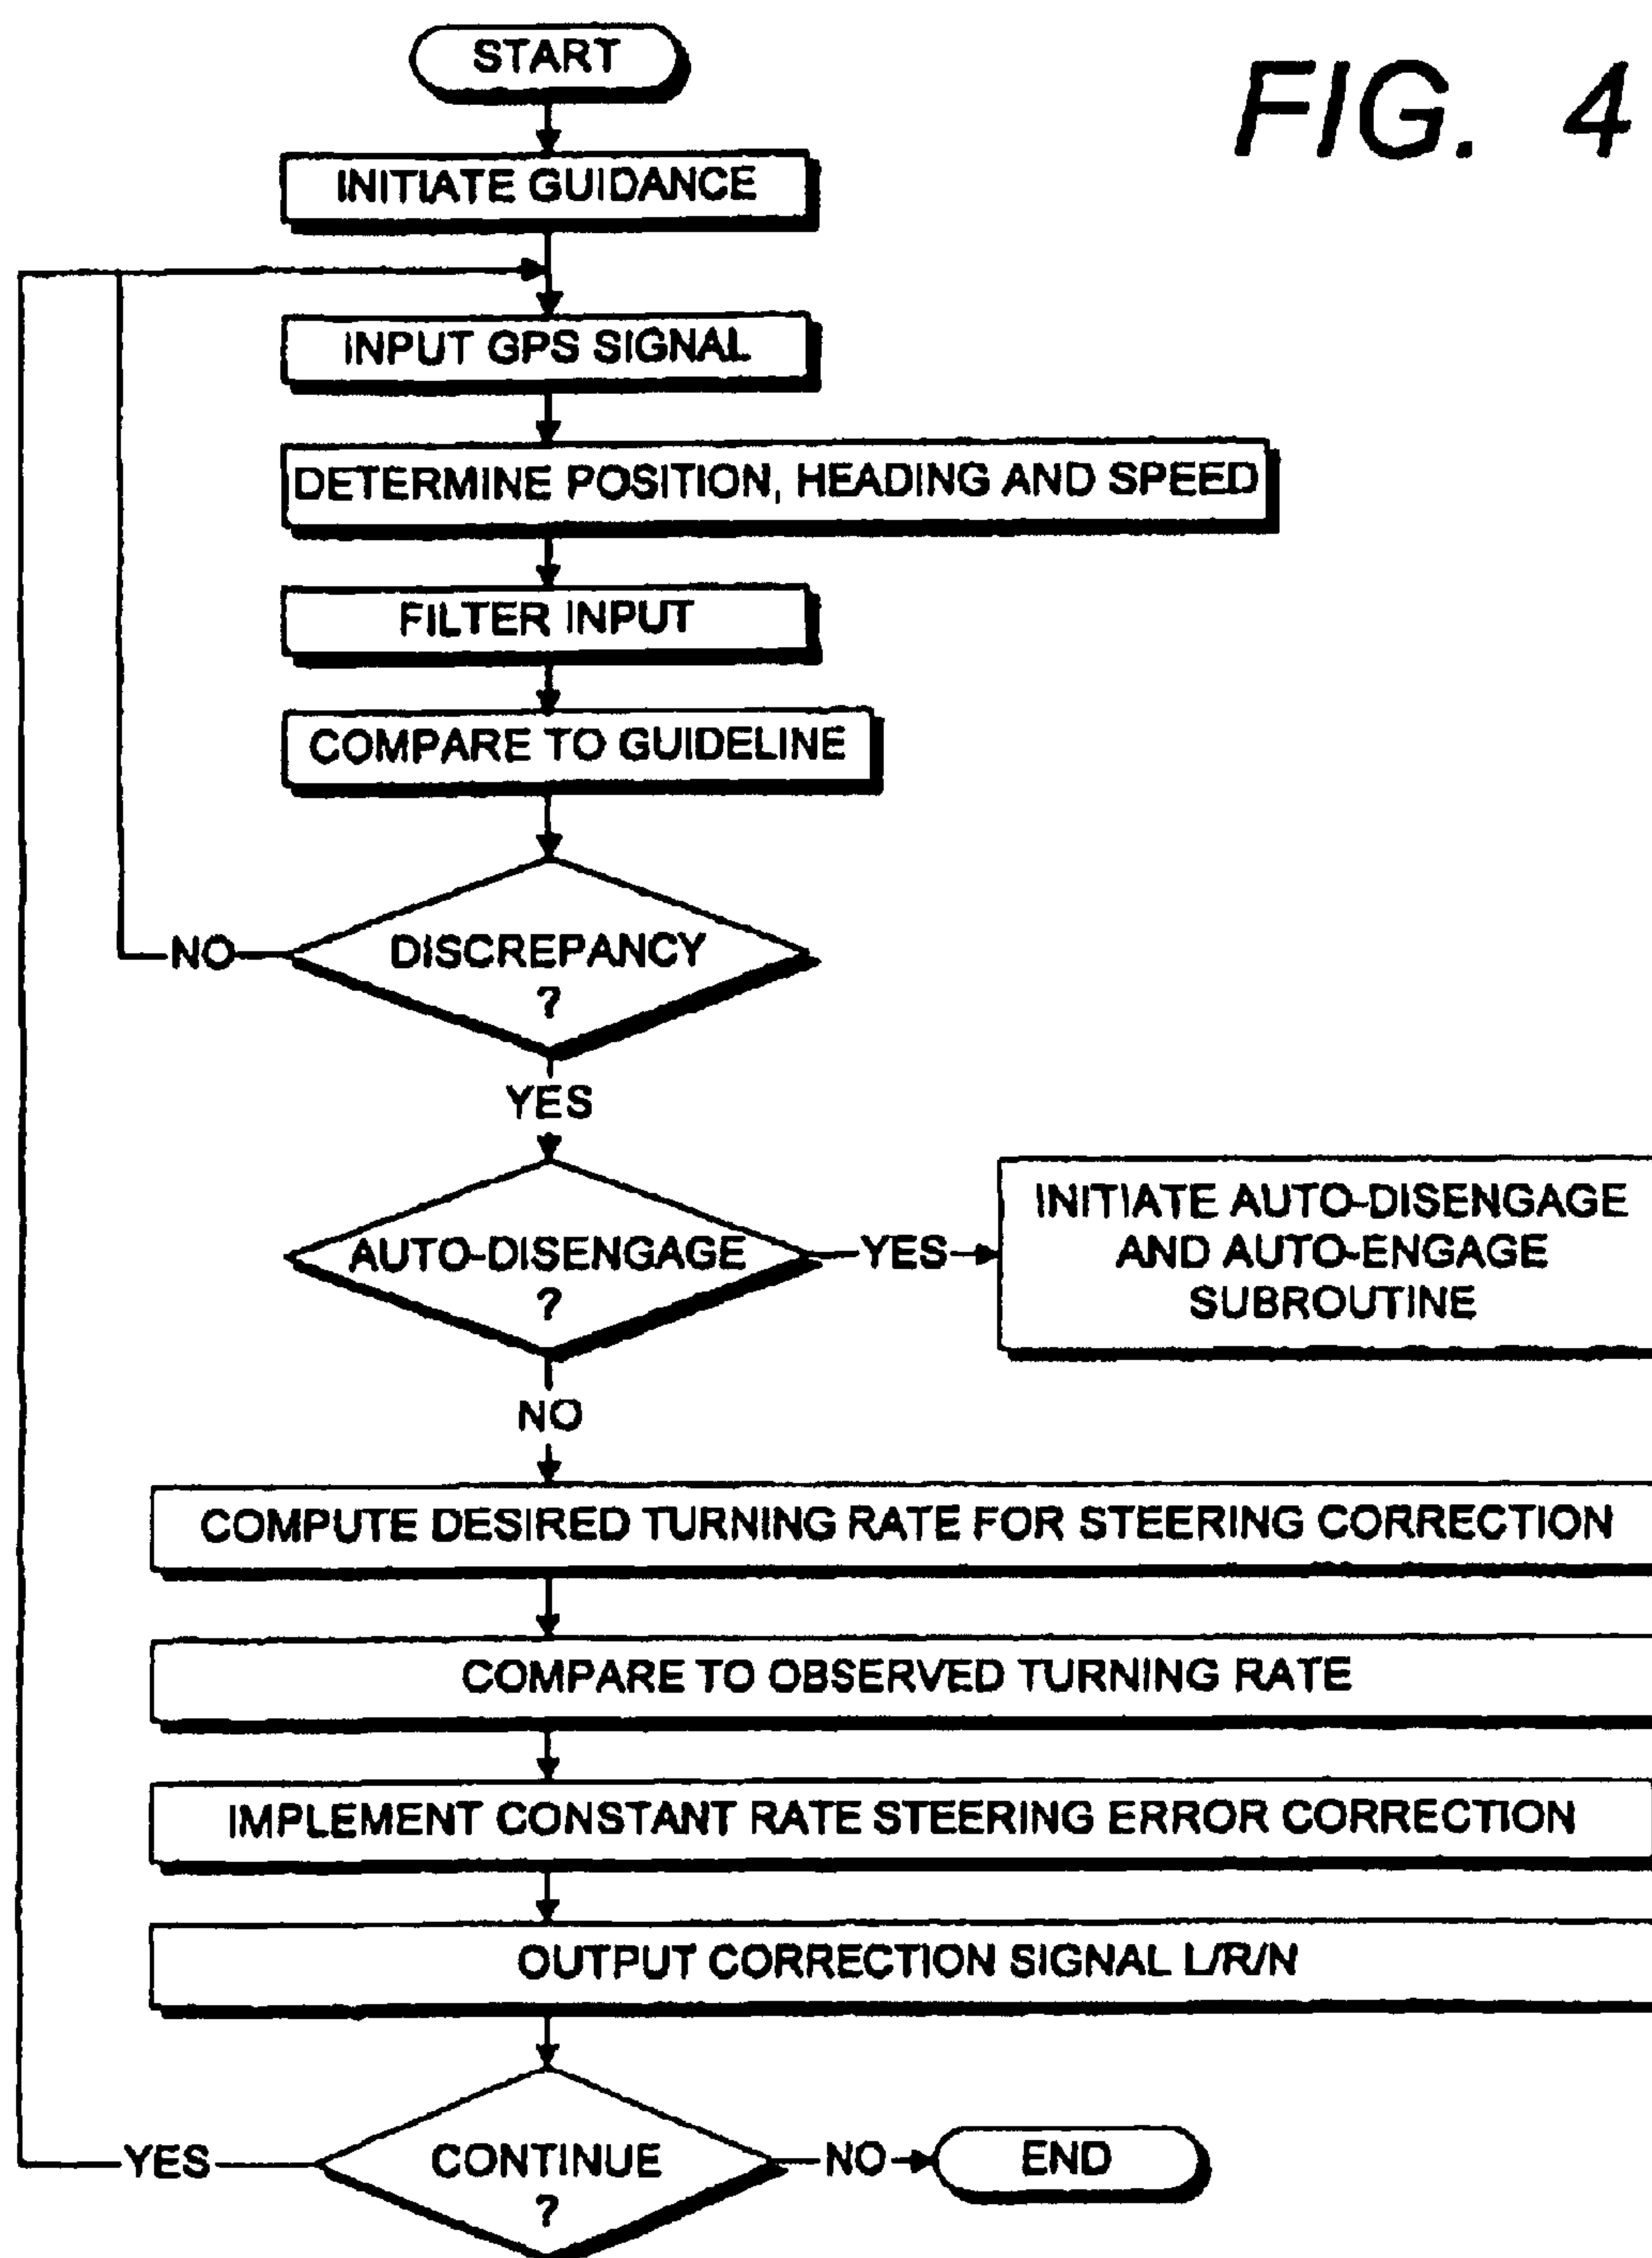 FIG. 4
START
INITIATE GUIDANCE
INPUT GPS SIGNAL
DETERMINE POSITION, HEADING AND SPEED
FILTER INPUT
COMPARE TO GUIDELINE
NO
DISCREPANCY
?
YES
AUTO-DISENGAGE
?
YES
INITIATE AUTO-DISENGAGE
AND AUTO-ENGAGE
SUBROUTINE
NO
COMPUTE DESIRED TURNING RATE FOR STEERING CORRECTION
COMPARE TO OBSERVED TURNING RATE
IMPLEMENT CONSTANT RATE STEERING ERROR CORRECTION
OUTPUT CORRECTION SIGNAL L/R/N
YES
CONTINUE
?
NO
END